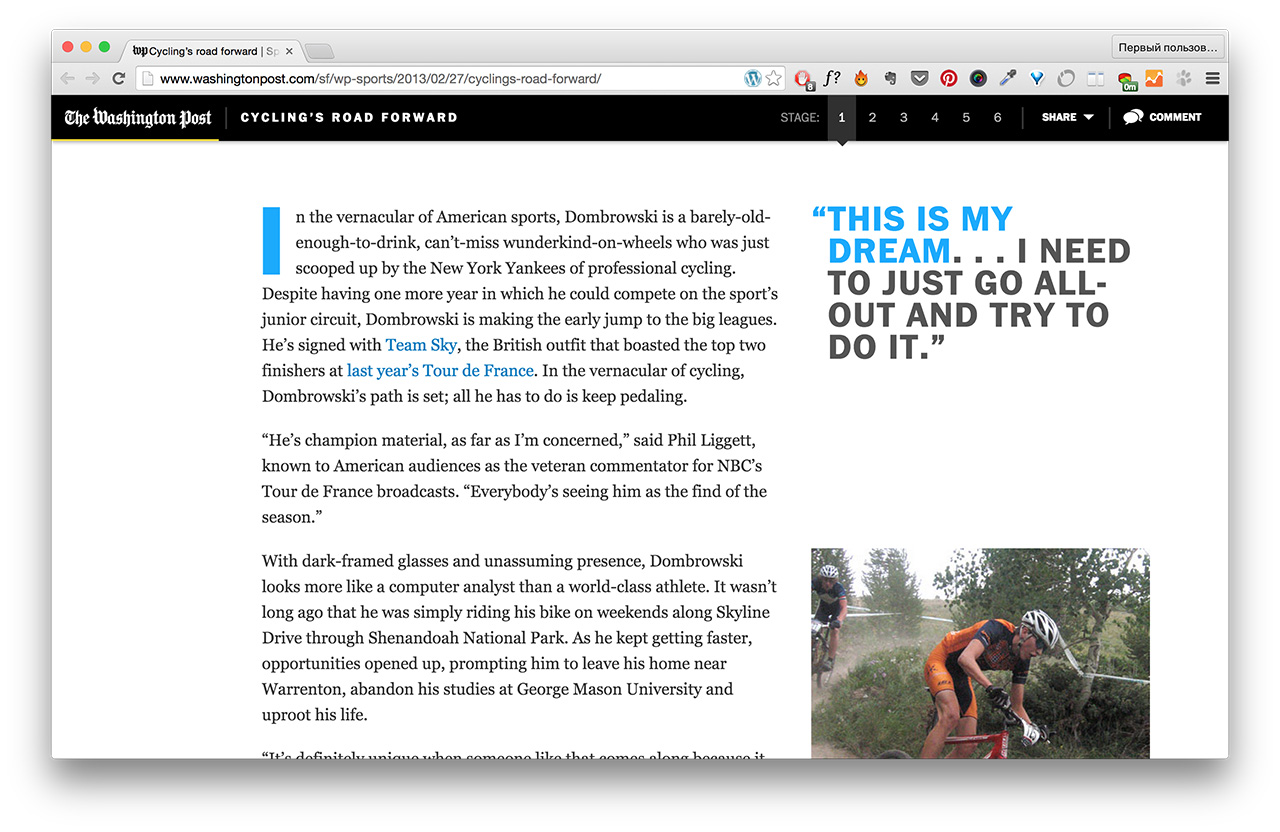 Cycling's road forward | Sp
Первый пользов…
www.washingtonpost.com/sf/wp-sports/2013/02/27/cyclings-road-forward/
f?
8
0m
The Washington Post
CYCLING'S ROAD FORWARD
STAGE: 1 2 3 4 5 6
SHARE
COMMENT
In the vernacular of American sports, Dombrowski is a barely-old-
enough-to-drink, can't-miss wunderkind-on-wheels who was just
scooped up by the New York Yankees of professional cycling.
Despite having one more year in which he could compete on the sport's
junior circuit, Dombrowski is making the early jump to the big leagues.
He's signed with Team Sky, the British outfit that boasted the top two
finishers at last year's Tour de France. In the vernacular of cycling,
Dombrowski's path is set; all he has to do is keep pedaling.
“He's champion material, as far as I'm concerned,” said Phil Liggett,
known to American audiences as the veteran commentator for NBC's
Tour de France broadcasts. “Everybody's seeing him as the find of the
season.”
With dark-framed glasses and unassuming presence, Dombrowski
looks more like a computer analyst than a world-class athlete. It wasn't
long ago that he was simply riding his bike on weekends along Skyline
Drive through Shenandoah National Park. As he kept getting faster,
opportunities opened up, prompting him to leave his home near
Warrenton, abandon his studies at George Mason University and
uproot his life.
“It's definitely unique when someone like that comes along because it
“THIS IS MY
DREAM. . . I NEED
TO JUST GO ALL-
OUT AND TRY TO
DO IT.”